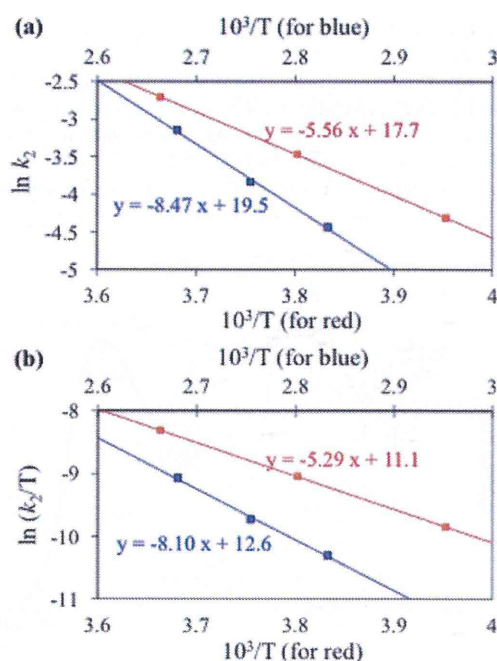 (a)
10³/T (for blue)
2.6 2.7 2.8 2.9 3
-2.5
-3
-3.5
-4
-4.5
-5
ln k₂
y = -5.56 x + 17.7
y = -8.47 x + 19.5
3.6 3.7 3.8 3.9 4
10³/T (for red)
(b)
10³/T (for blue)
2.6 2.7 2.8 2.9 3
-8
-9
-10
-11
ln (k₂/T)
y = -5.29 x + 11.1
y = -8.10 x + 12.6
3.6 3.7 3.8 3.9 4
10³/T (for red)